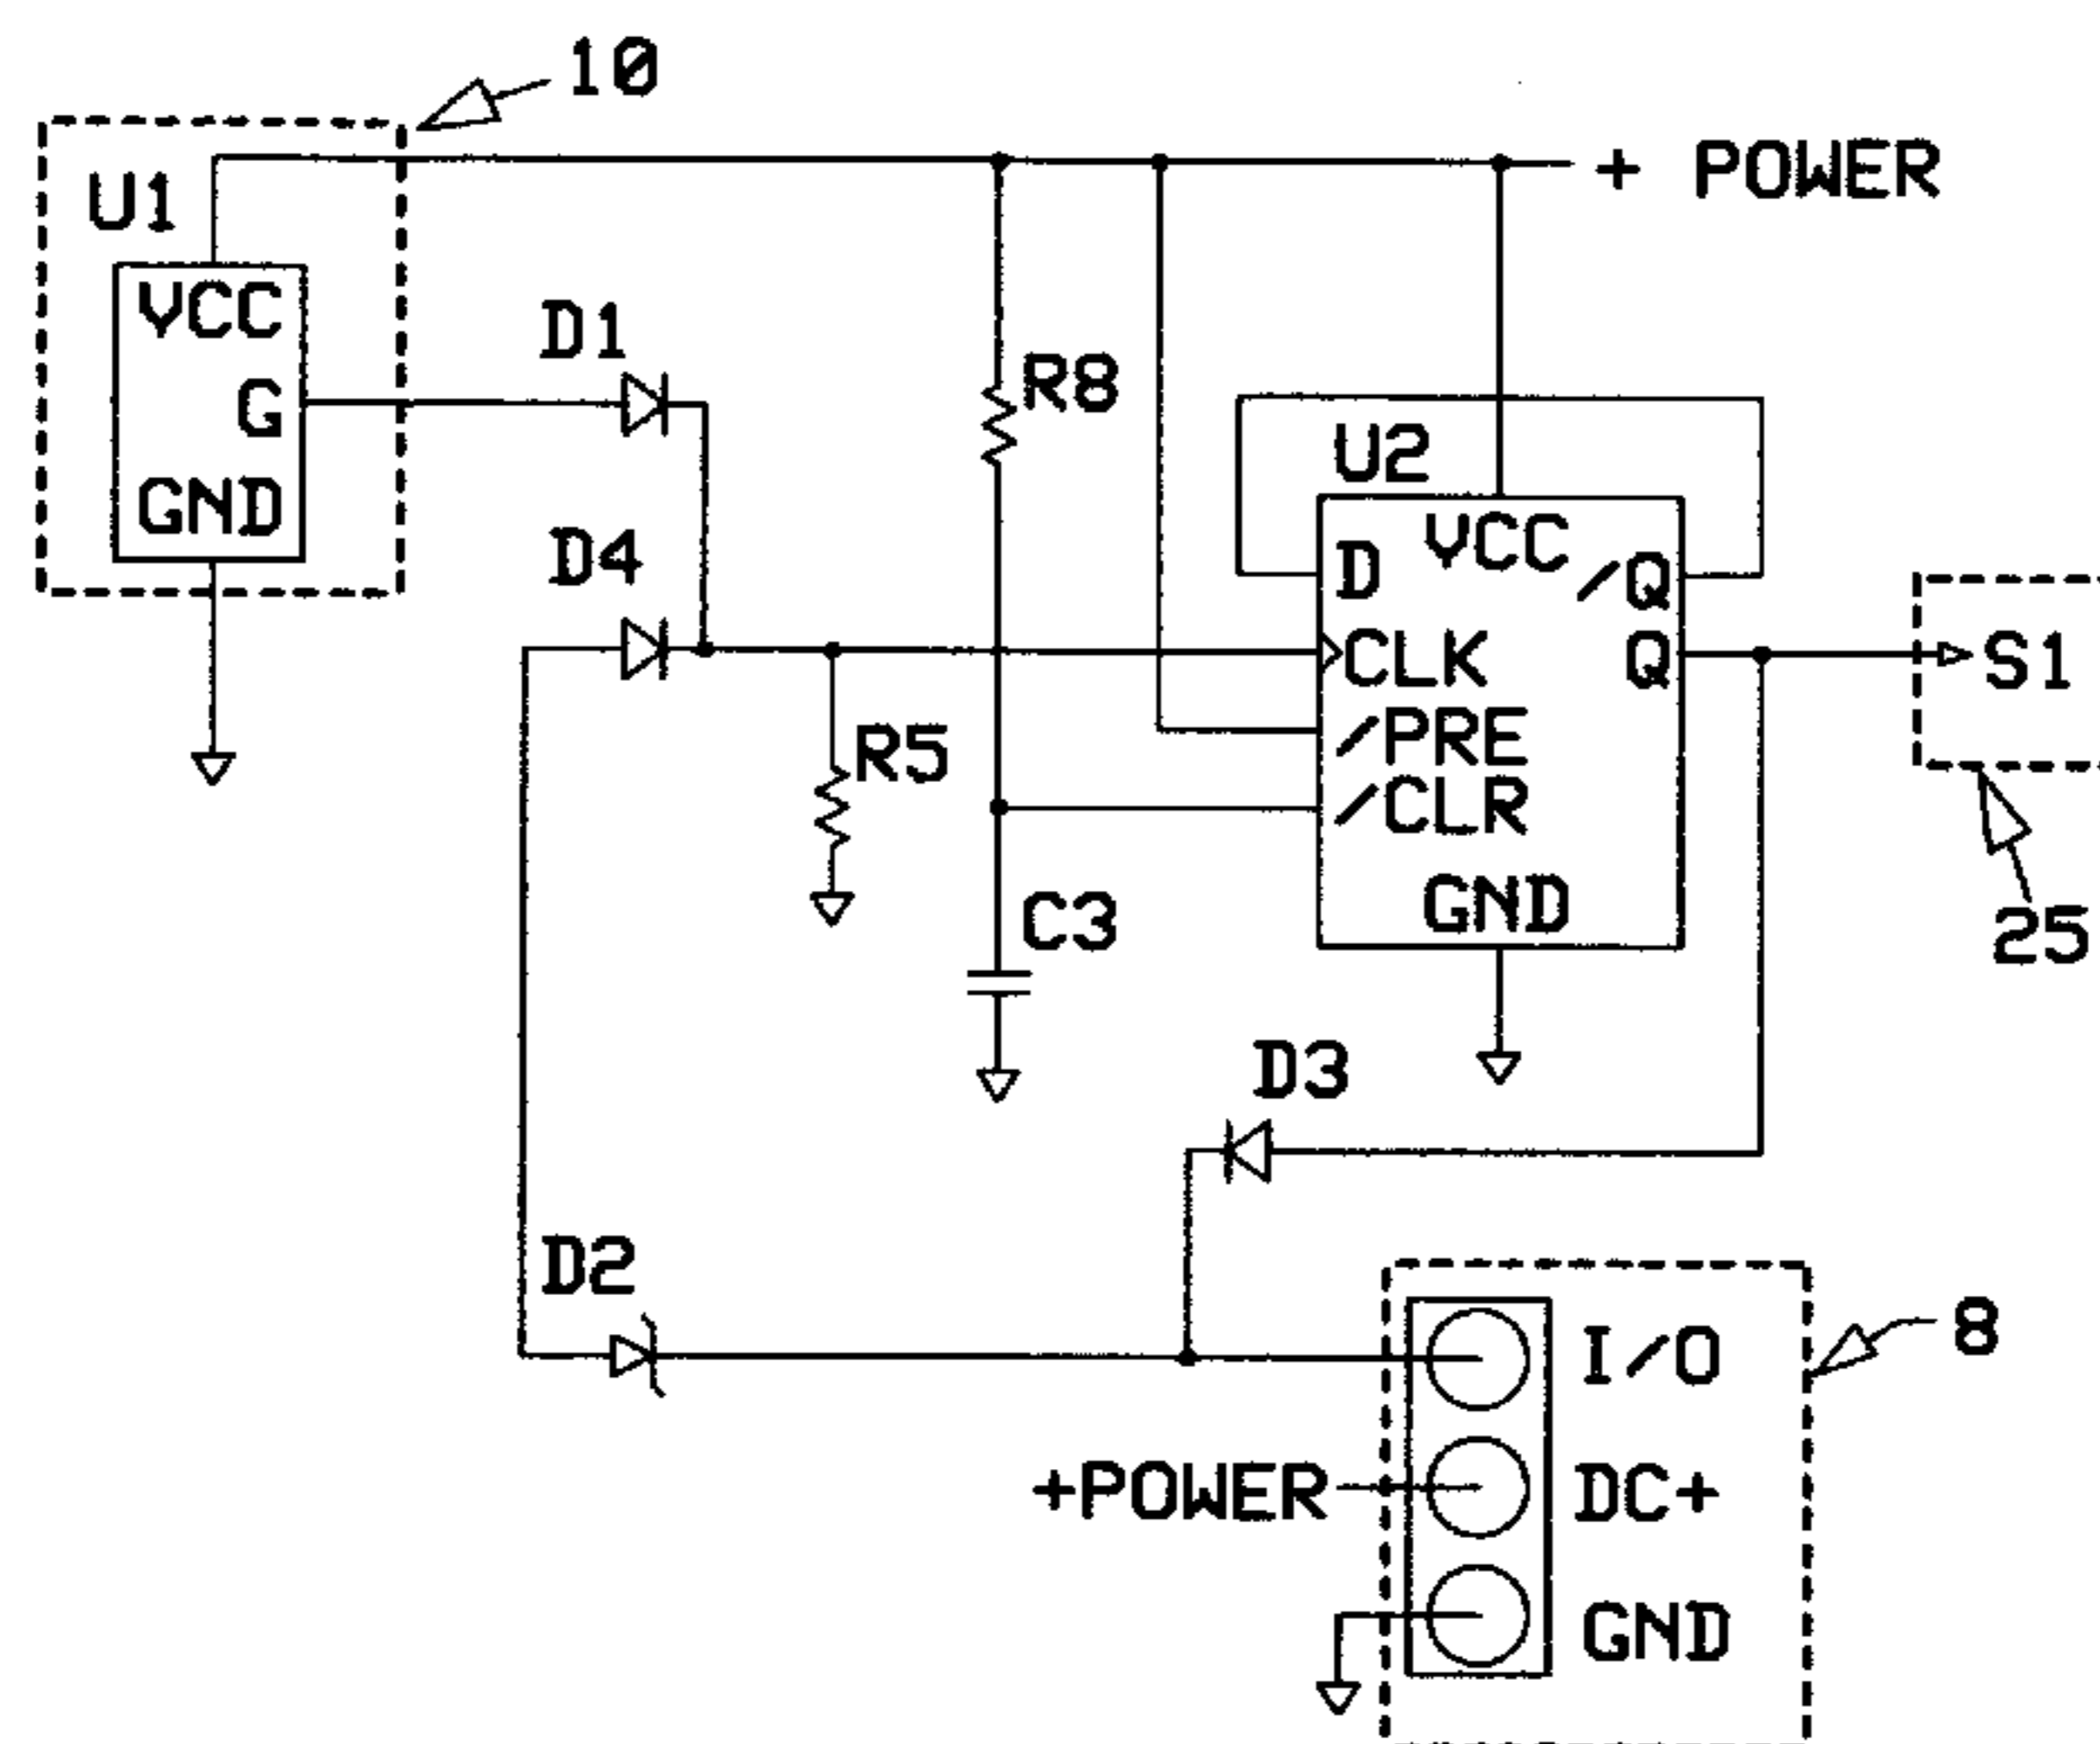 10
+ POWER
U1
VCC
G
GND
D1
R8
D4
U2
VCC
D
/Q
CLK
Q
S1
/PRE
/CLR
GND
R5
C3
25
D3
D2
I/O
8
+POWER
DC+
GND